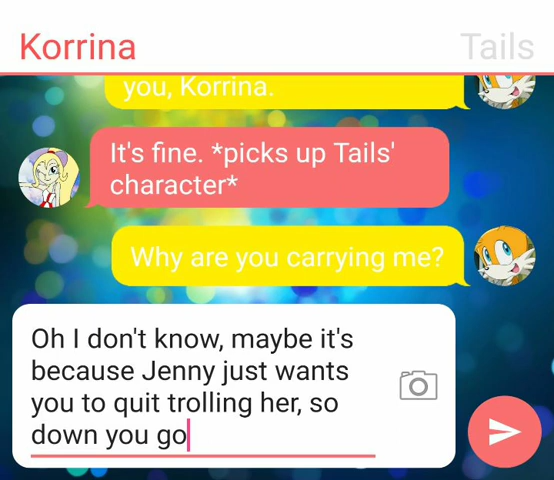 Korrina
Tails
you, Korrina.
It's fine. *picks up Tails'
character*
Why are you carrying me?
Oh I don't know, maybe it's
because Jenny just wants
you to quit trolling her, so
down you go